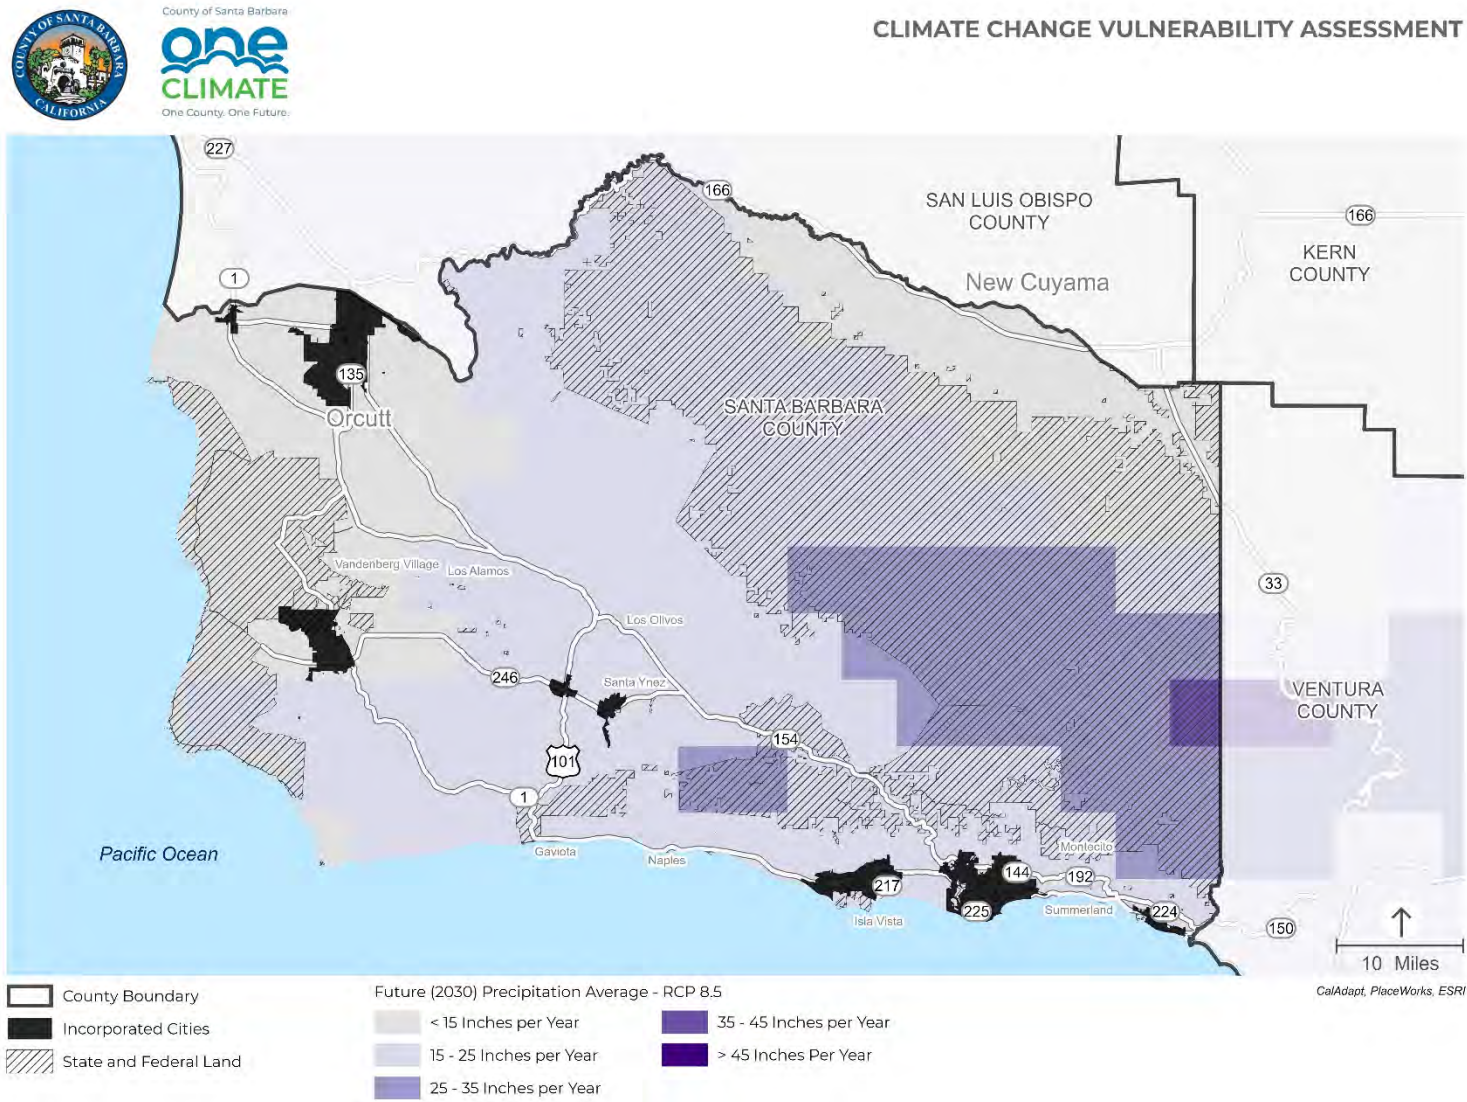 COUNTY OF SANTA BARBARA
CALIFORNIA
County of Santa Barbara
one
CLIMATE
One County. One Future.
CLIMATE CHANGE VULNERABILITY ASSESSMENT
227
166
SAN LUIS OBISPO
COUNTY
166
KERN
COUNTY
1
New Cuyama
135
Orcutt
SANTA BARBARA
COUNTY
Vandenberg Village
Los Alamos
33
Los Olivos
246
Santa Ynez
VENTURA
COUNTY
154
101
1
Pacific Ocean
Gaviota
Naples
Montecito
144
192
217
225
Isla Vista
Summerland
224
150
10 Miles
CalAdapt, PlaceWorks, ESRI
County Boundary
Incorporated Cities
State and Federal Land
Future (2030) Precipitation Average - RCP 8.5
< 15 Inches per Year
15 - 25 Inches per Year
25 - 35 Inches per Year
35 - 45 Inches per Year
> 45 Inches Per Year